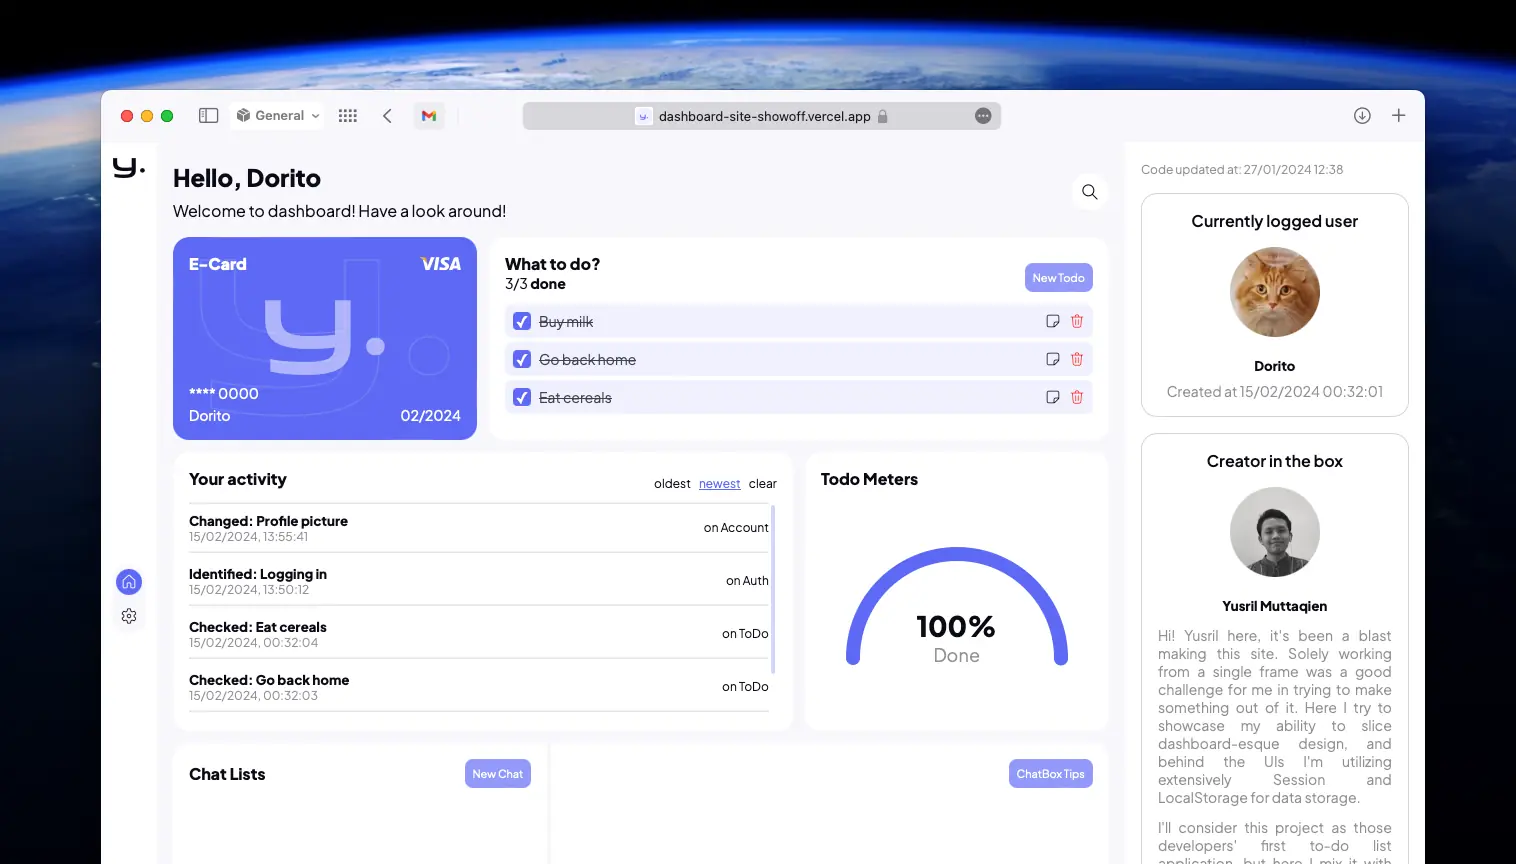 General
dashboard-site-showoff.vercel.app
y.
Hello, Dorito
Welcome to dashboard! Have a look around!
E-Card
VISA
y.
**** 0000
Dorito
02/2024
What to do?
3/3 done
New Todo
Buy milk
Go back home
Eat cereals
Your activity
oldest newest clear
Changed: Profile picture
15/02/2024, 13:55:41
on Account
Identified: Logging in
15/02/2024, 13:50:12
on Auth
Checked: Eat cereals
15/02/2024, 00:32:04
on ToDo
Checked: Go back home
15/02/2024, 00:32:03
on ToDo
Todo Meters
100%
Done
Chat Lists
New Chat
ChatBox Tips
Code updated at: 27/01/2024 12:38
Currently logged user
Dorito
Created at 15/02/2024 00:32:01
Creator in the box
Yusril Muttaqien
Hi! Yusril here, it's been a blast
making this site. Solely working
from a single frame was a good
challenge for me in trying to make
something out of it. Here I try to
showcase my ability to slice
dashboard-esque design, and
behind the UIs I'm utilizing
extensively Session and
LocalStorage for data storage.
I'll consider this project as those
developers' first to-do list
application, but here I mix it with